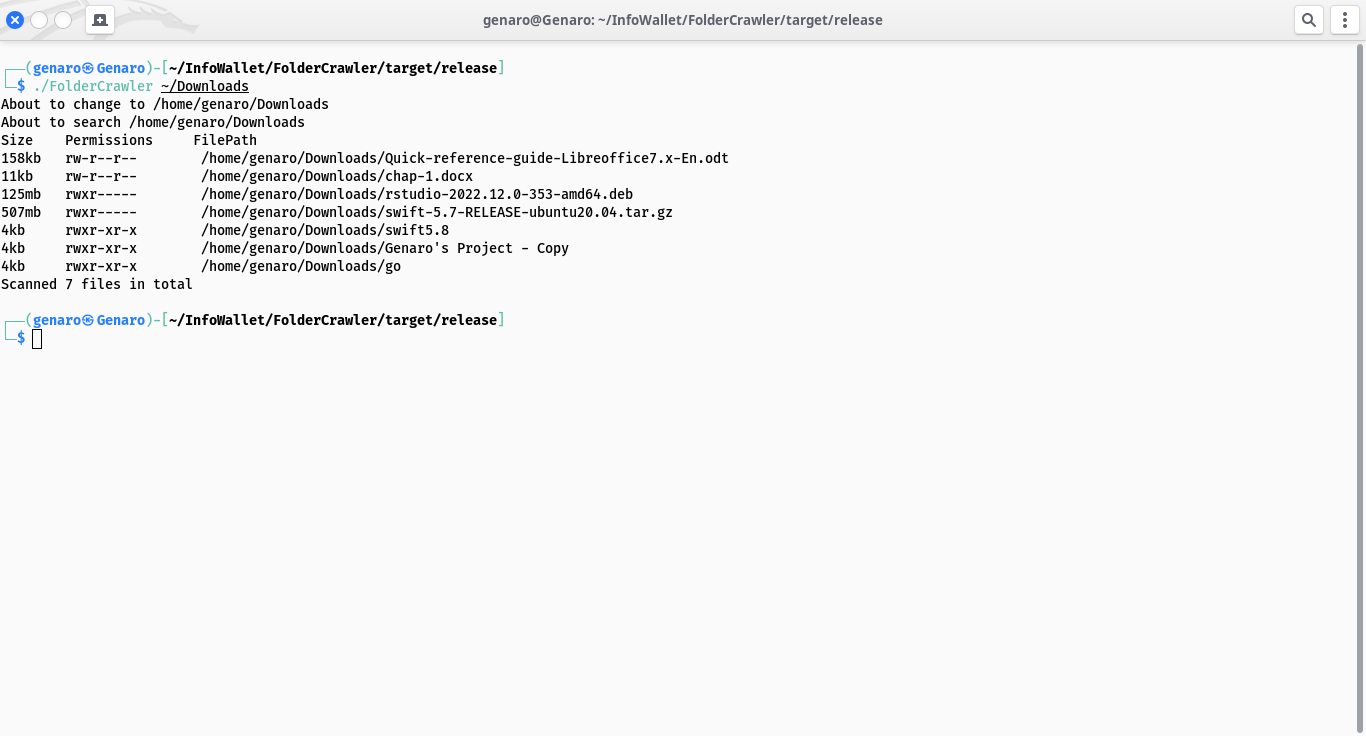 genaro@Genaro: ~/InfoWallet/FolderCrawler/target/release
┌──(genaro㉿Genaro)-[~/InfoWallet/FolderCrawler/target/release]
└─$ ./FolderCrawler ~/Downloads
About to change to /home/genaro/Downloads
About to search /home/genaro/Downloads
Size    Permissions     FilePath
158kb   rw-r--r--        /home/genaro/Downloads/Quick-reference-guide-Libreoffice7.x-En.odt
11kb    rw-r--r--        /home/genaro/Downloads/chap-1.docx
125mb   rwxr-----        /home/genaro/Downloads/rstudio-2022.12.0-353-amd64.deb
507mb   rwxr-----        /home/genaro/Downloads/swift-5.7-RELEASE-ubuntu20.04.tar.gz
4kb     rwxr-xr-x        /home/genaro/Downloads/swift5.8
4kb     rwxr-xr-x        /home/genaro/Downloads/Genaro's Project - Copy
4kb     rwxr-xr-x        /home/genaro/Downloads/go
Scanned 7 files in total
┌──(genaro㉿Genaro)-[~/InfoWallet/FolderCrawler/target/release]
└─$